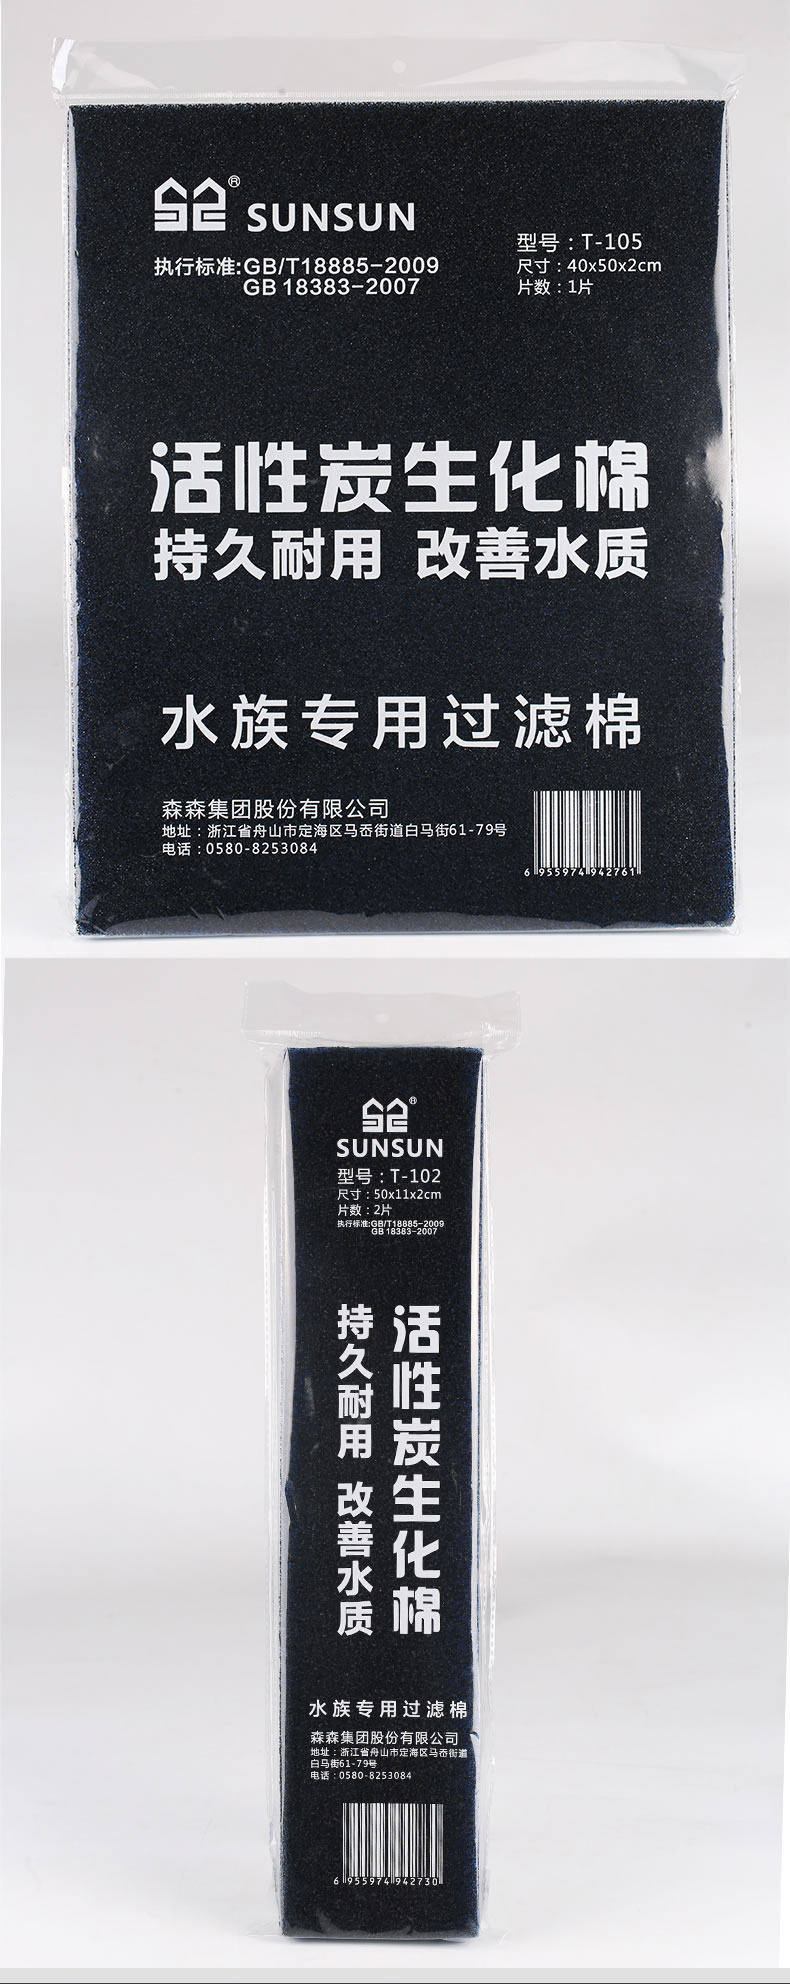 SUNSUN®
执行标准:GB/T18885-2009
GB 18383-2007
型号：T-105
尺寸：40x50x2cm
片数：1片
活性炭生化棉
持久耐用 改善水质
水族专用过滤棉
森森集团股份有限公司
地址：浙江省舟山市定海区马岙街道白马街61-79号
电话：0580-8253084
6 955974 942761
®
SUNSUN
型号：T-102
尺寸：50x11x2cm
片数：2片
执行标准:GB/T18885-2009
GB 18383-2007
活性炭生化棉
持久耐用 改善水质
水族专用过滤棉
森森集团股份有限公司
地址：浙江省舟山市定海区马岙街道
白马街61-79号
电话：0580-8253084
6 955974 942730